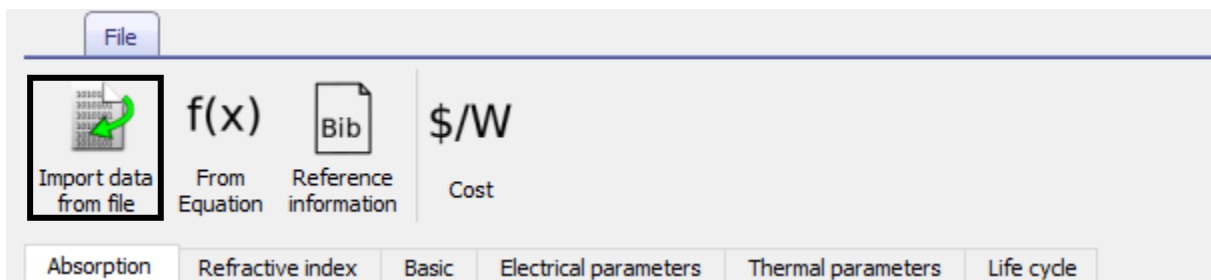 File
f(x)
Bib
$/W
Import data
from file
From
Equation
Reference
information
Cost
Absorption
Refractive index
Basic
Electrical parameters
Thermal parameters
Life cycle